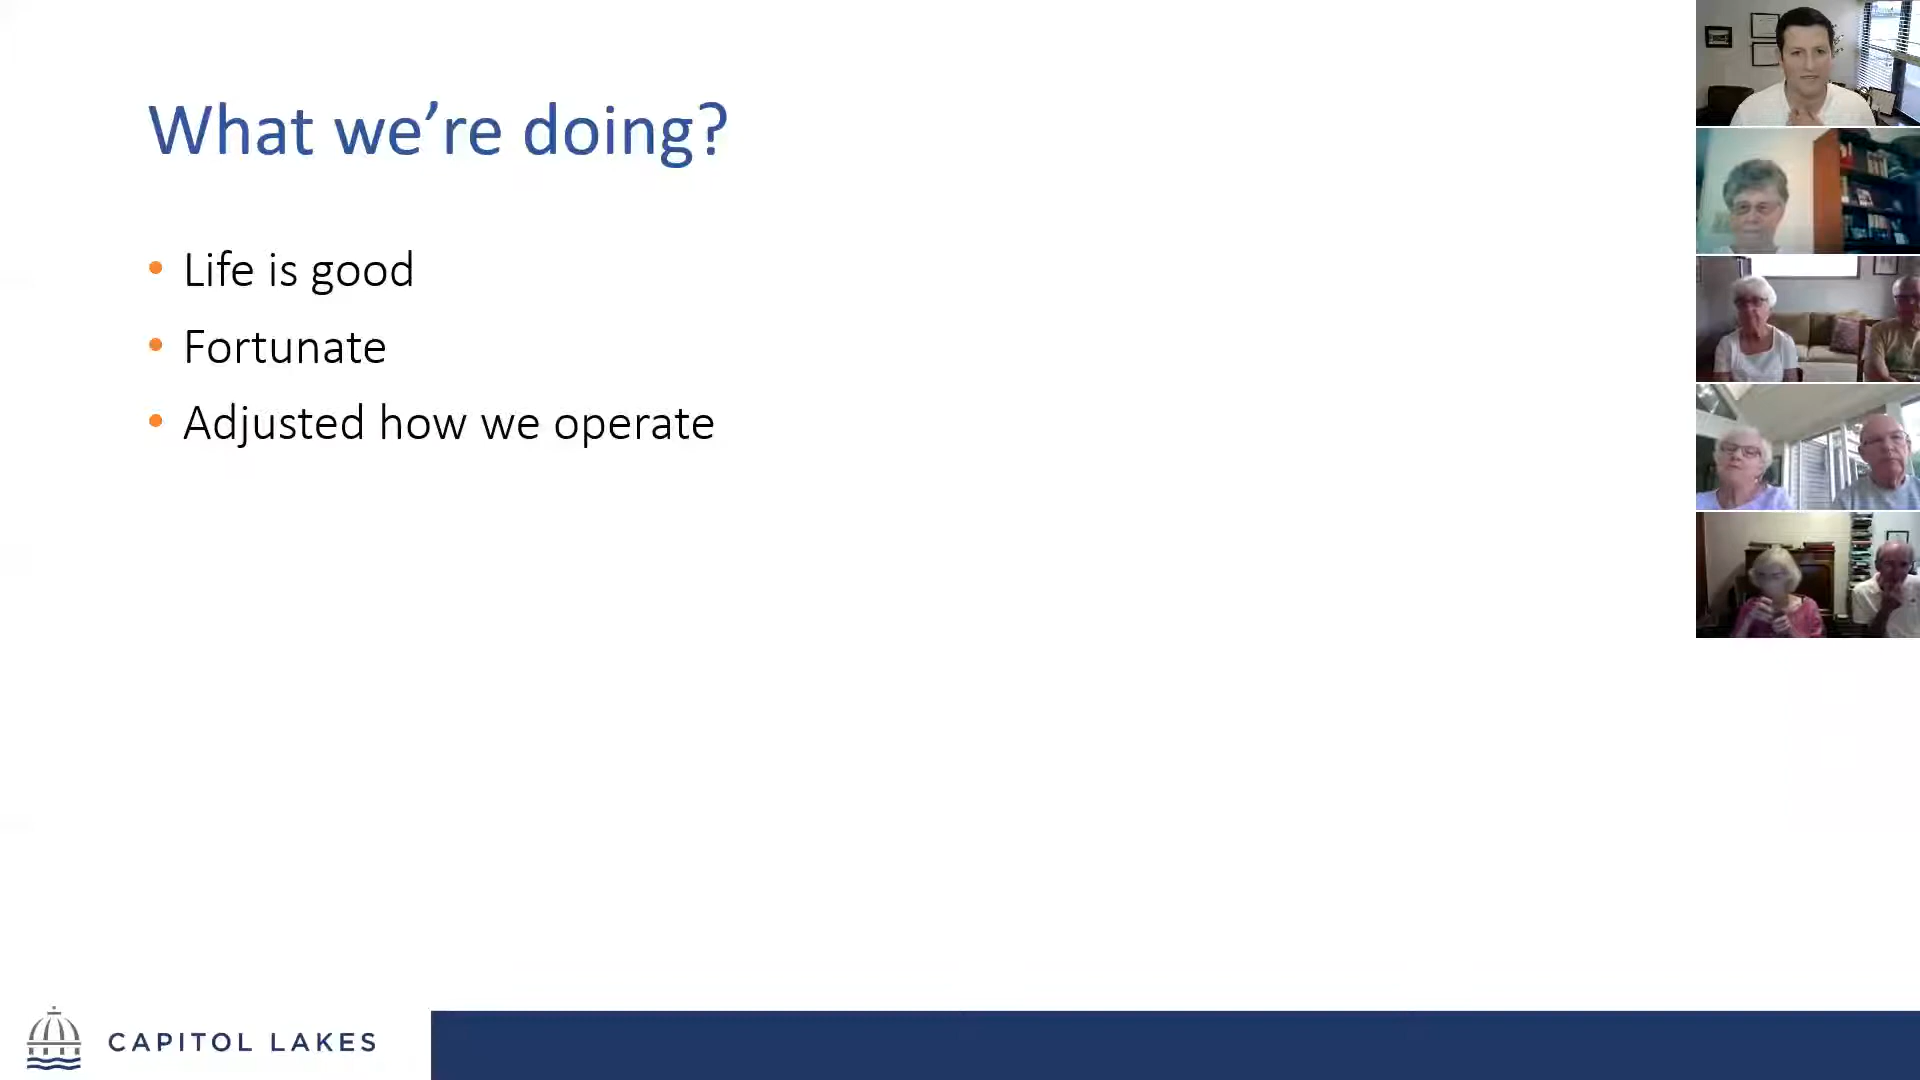 What we’re doing?
• Life is good
• Fortunate
• Adjusted how we operate
CAPITOL LAKES